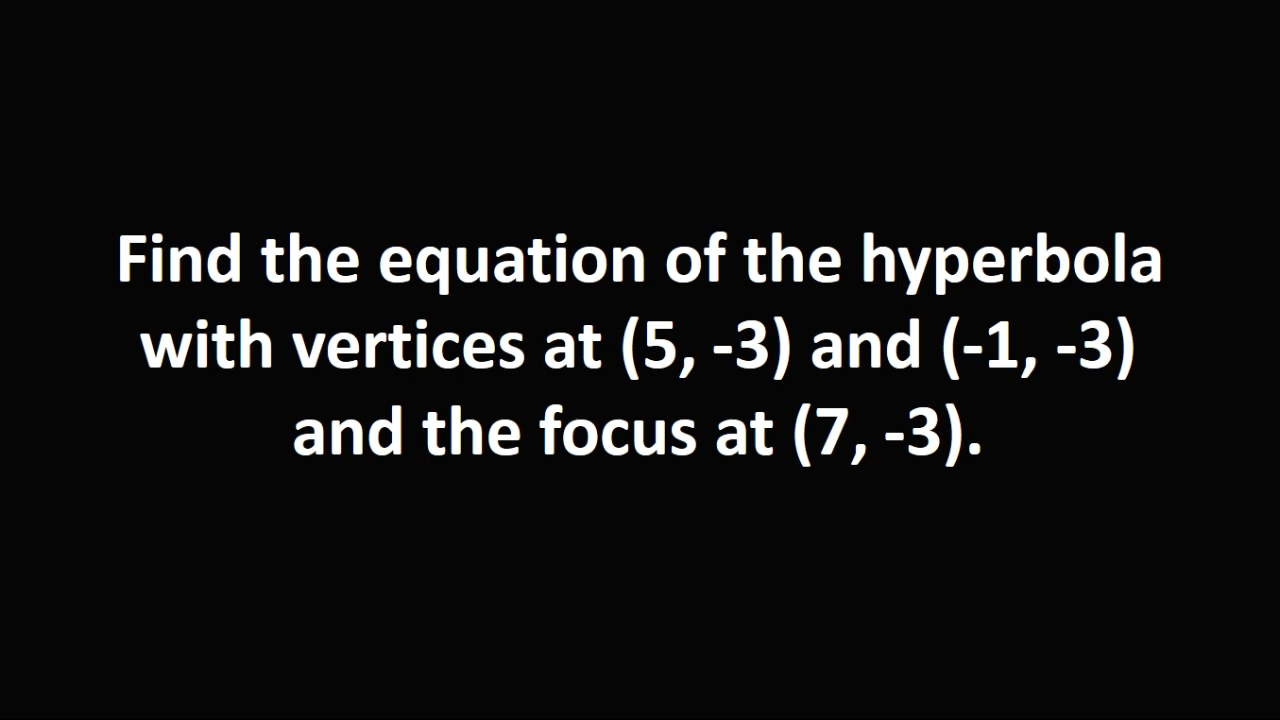 Find the equation of the hyperbola
with vertices at (5, -3) and (-1, -3)
and the focus at (7, -3).